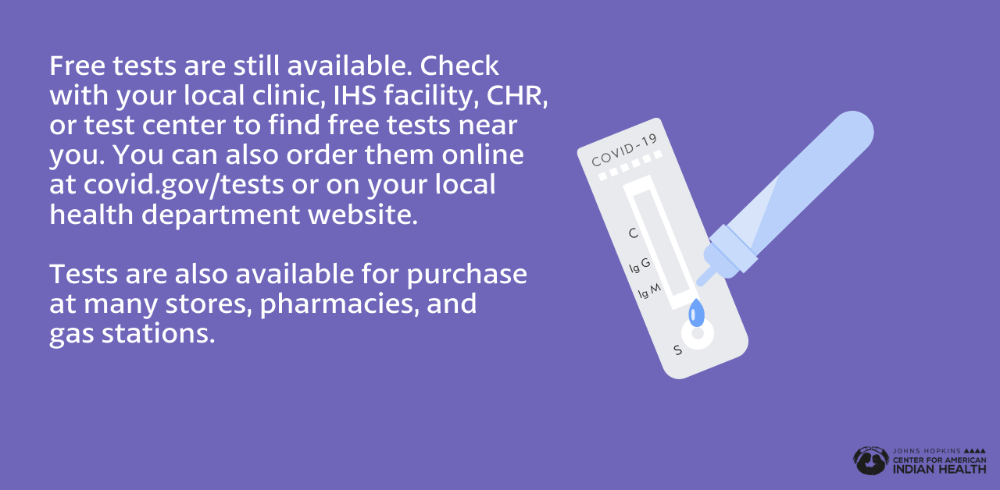 Free tests are still available. Check
with your local clinic, IHS facility, CHR,
or test center to find free tests near
you. You can also order them online
at covid.gov/tests or on your local
health department website.
Tests are also available for purchase
at many stores, pharmacies, and
gas stations.
COVID-19
C
Ig G
Ig M
S
JOHNS HOPKINS
CENTER FOR AMERICAN
INDIAN HEALTH